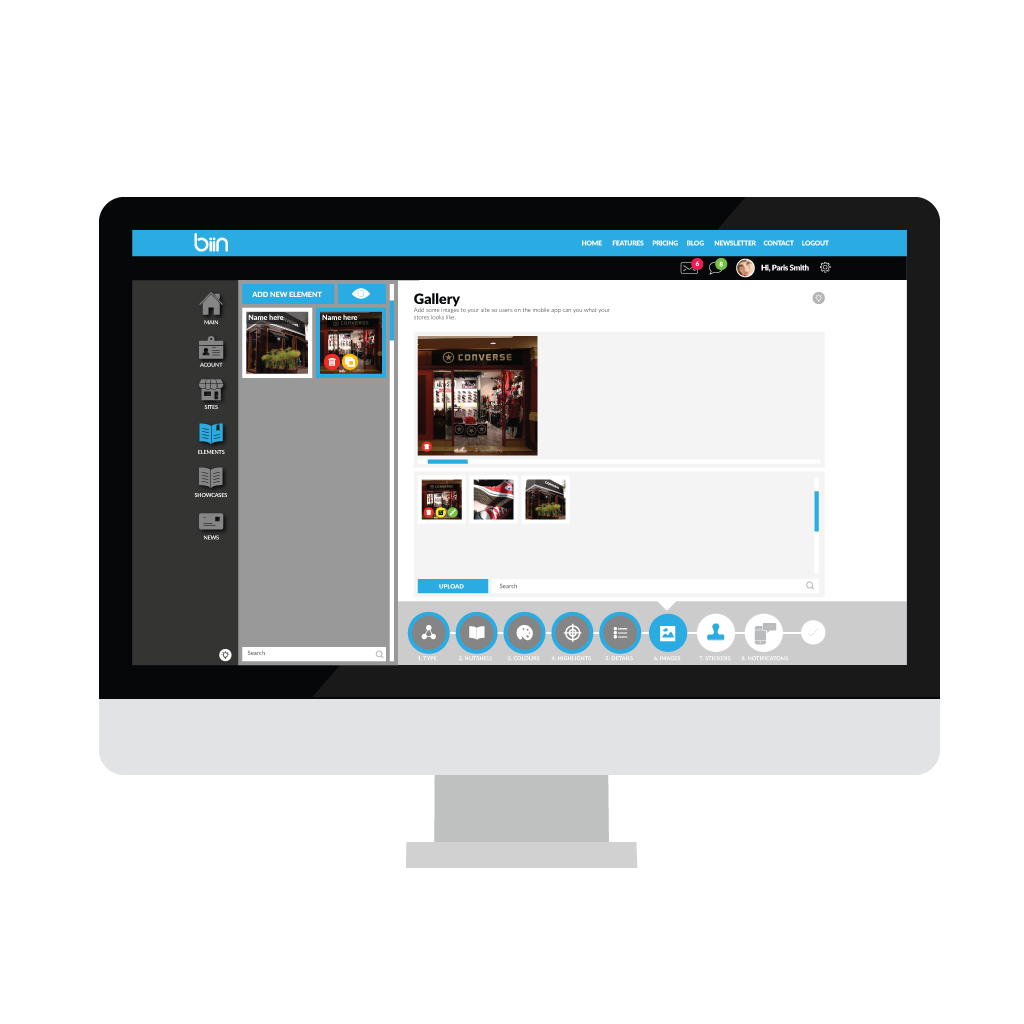 biin
HOME FEATURES PRICING BLOG NEWSLETTER CONTACT LOGOUT
6 8 Hi, Paris Smith
MAIN
ACOUNT
SITES
ELEMENTS
SHOWCASES
NEWS
ADD NEW ELEMENT
Name here Name here
Search
Gallery
Add some images to your site so users on the mobile app can you what your
stores looks like.
CONVERSE
UPLOAD Search
1. TYPE 2. NUTSHELL 3. COLOURS 4. HIGHLIGHTS 5. DETAILS 6. IMAGES 7. STICKERS 8. NOTIFICATONS